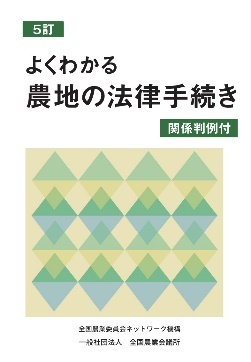 5訂
よくわかる
農地の法律手続き
関係判例付
全国農業委員会ネットワーク機構
一般社団法人　全国農業会議所